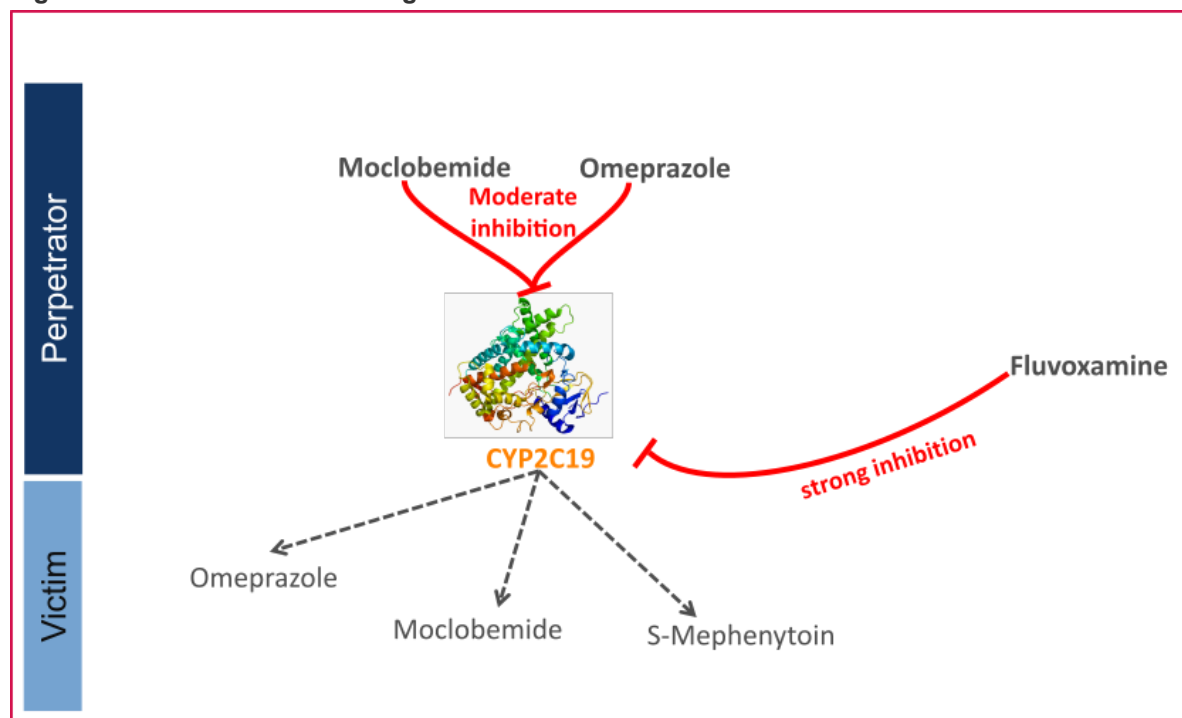 Perpetrator
Moclobemide
Omeprazole
Moderate
inhibition
Fluvoxamine
CYP2C19
strong inhibition
Victim
Omeprazole
Moclobemide
S-Mephenytoin